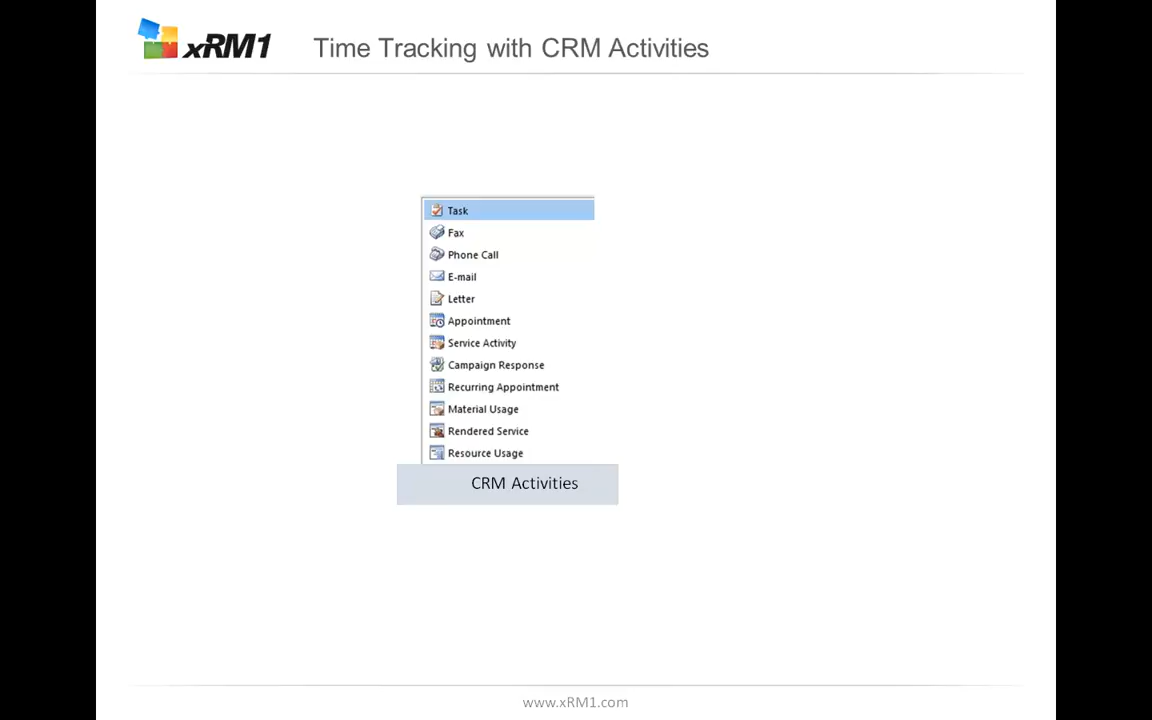 xRM1
Time Tracking with CRM Activities
Task
Fax
Phone Call
E-mail
Letter
Appointment
Service Activity
Campaign Response
Recurring Appointment
Material Usage
Rendered Service
Resource Usage
CRM Activities
www.xRM1.com